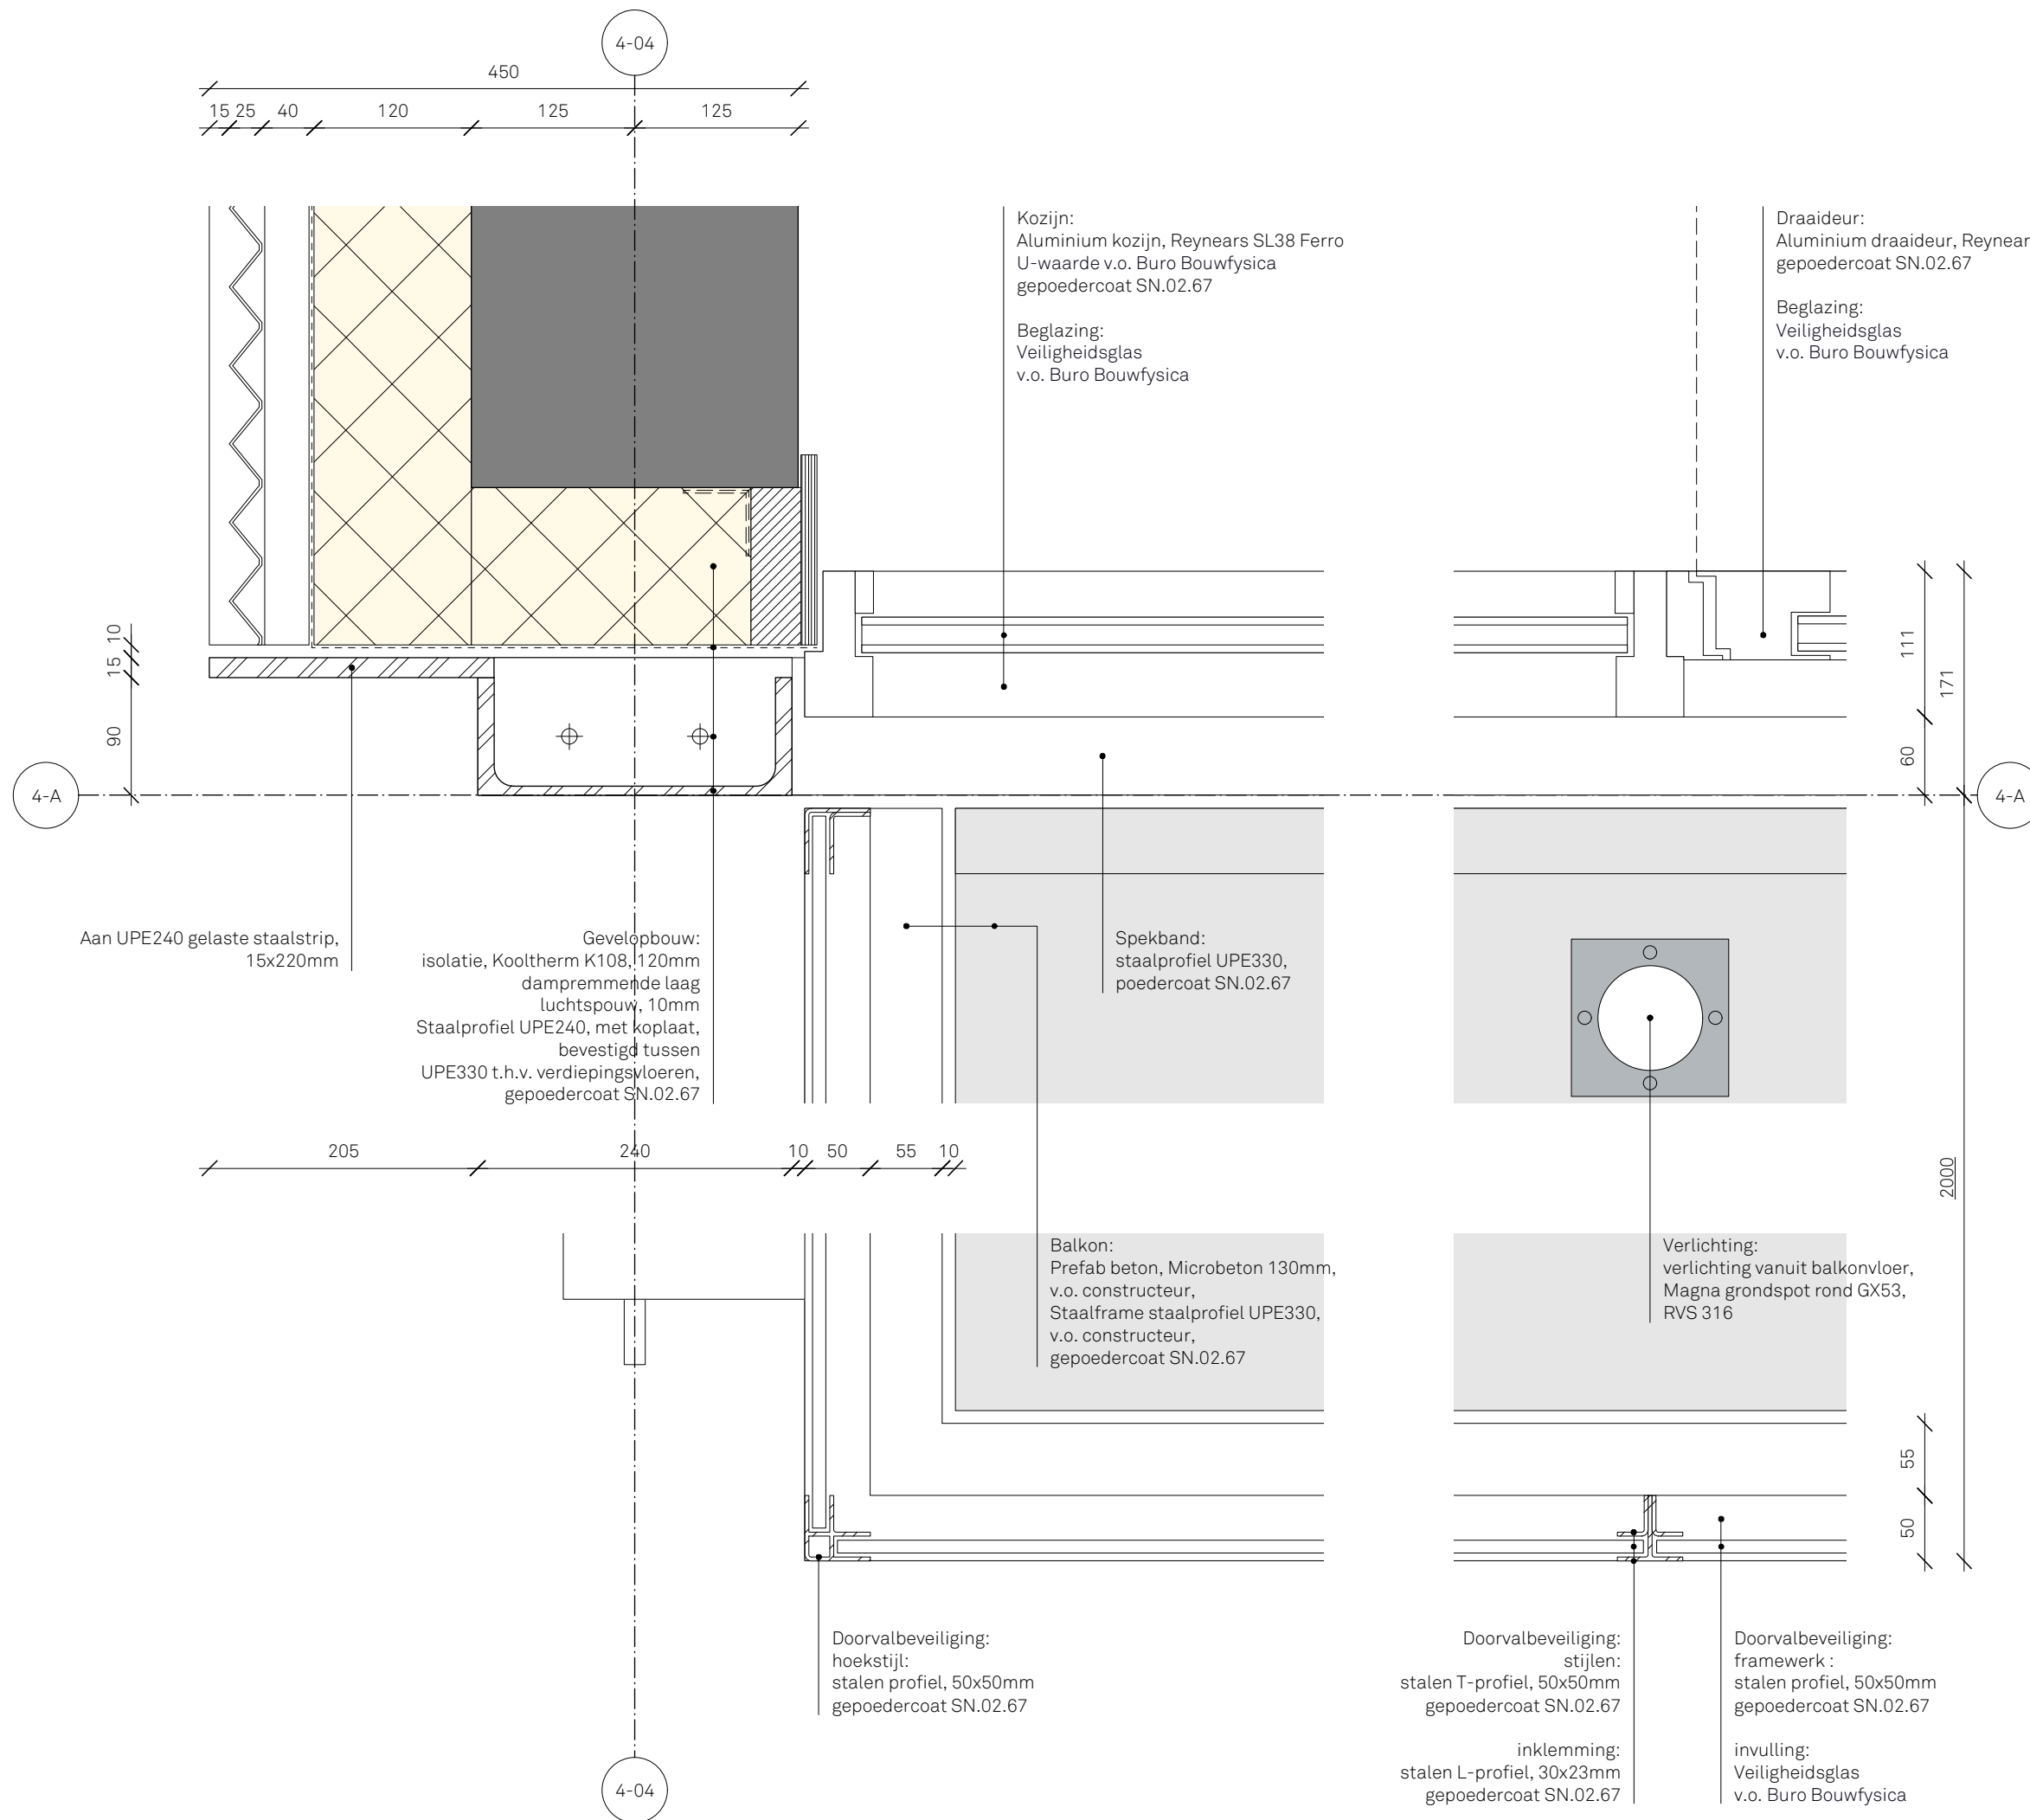 4-04
450
15 25 40 120 125 125
Kozijn:
Aluminium kozijn, Reynears SL38 Ferro
U-waarde v.o. Buro Bouwfysica
gepoedercoat SN.02.67
Beglazing:
Veiligheidsglas
v.o. Buro Bouwfysica
Draaideur:
Aluminium draaideur, Reynear
gepoedercoat SN.02.67
Beglazing:
Veiligheidsglas
v.o. Buro Bouwfysica
10
15
90
111
171
60
4-A
4-A
Aan UPE240 gelaste staalstrip,
15x220mm
Gevelopbouw:
isolatie, Kooltherm K108, 120mm
dampremmende laag
luchtspouw, 10mm
Staalprofiel UPE240, met koplaat,
bevestigd tussen
UPE330 t.h.v. verdiepingsvloeren,
gepoedercoat SN.02.67
Spekband:
staalprofiel UPE330,
poedercoat SN.02.67
205 240 10 50 55 10
2000
Balkon:
Prefab beton, Microbeton 130mm,
v.o. constructeur,
Staalframe staalprofiel UPE330,
v.o. constructeur,
gepoedercoat SN.02.67
Verlichting:
verlichting vanuit balkonvloer,
Magna grondspot rond GX53,
RVS 316
55
50
Doorvalbeveiliging:
hoekstijl:
stalen profiel, 50x50mm
gepoedercoat SN.02.67
Doorvalbeveiliging:
stijlen:
stalen T-profiel, 50x50mm
gepoedercoat SN.02.67
inklemming:
stalen L-profiel, 30x23mm
gepoedercoat SN.02.67
Doorvalbeveiliging:
framewerk :
stalen profiel, 50x50mm
gepoedercoat SN.02.67
invulling:
Veiligheidsglas
v.o. Buro Bouwfysica
4-04